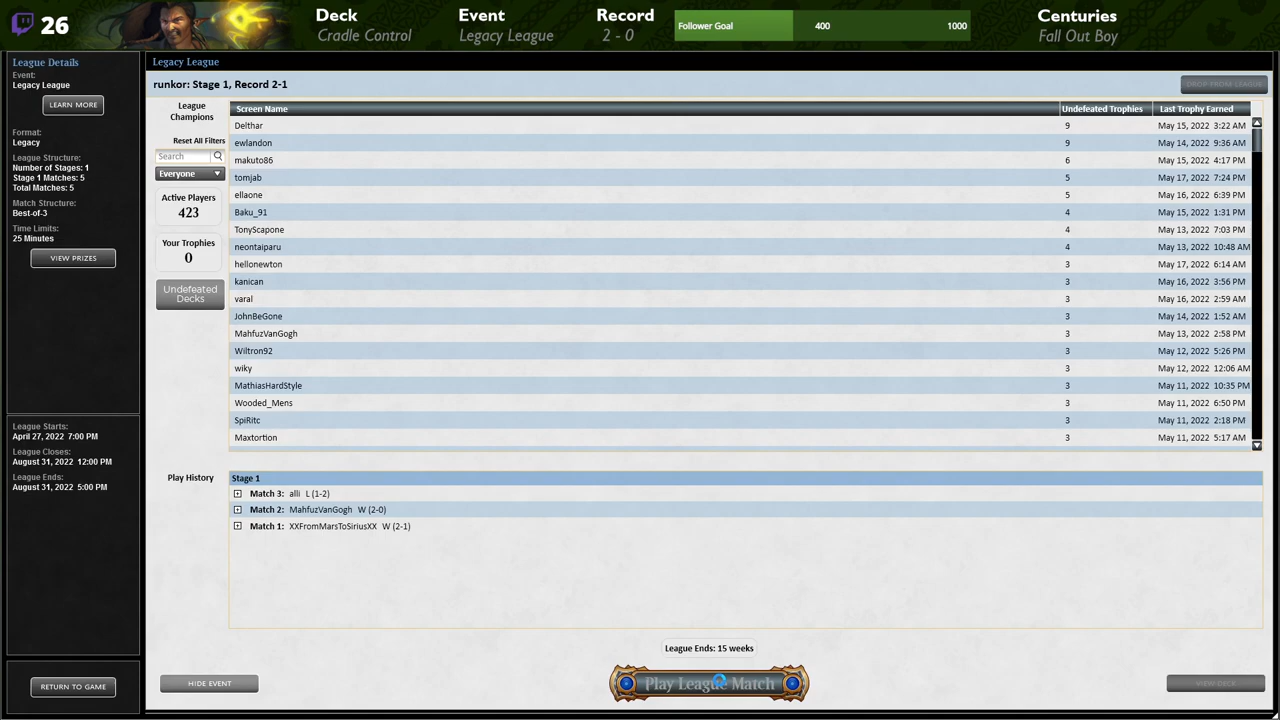 26
Deck
Cradle Control
Event
Legacy League
Record
2 - 0
Follower Goal
400
1000
Centuries
Fall Out Boy
League Details
Event:
Legacy League
LEARN MORE
Format:
Legacy
League Structure:
Number of Stages: 1
Stage 1 Matches: 5
Total Matches: 5
Match Structure:
Best-of-3
Time Limits:
25 Minutes
VIEW PRIZES
League Starts:
April 27, 2022 7:00 PM
League Closes:
August 31, 2022 12:00 PM
League Ends:
August 31, 2022 5:00 PM
RETURN TO GAME
Legacy League
runkor: Stage 1, Record 2-1
DROP FROM LEAGUE
League
Champions
Reset All Filters
Search
Everyone
Active Players
423
Your Trophies
0
Undefeated
Decks
Screen Name Undefeated Trophies Last Trophy Earned
Delthar 9 May 15, 2022 3:22 AM
ewlandon 9 May 14, 2022 9:36 AM
makuto86 6 May 15, 2022 4:17 PM
tomjab 5 May 17, 2022 7:24 PM
ellaone 5 May 16, 2022 6:39 PM
Baku_91 4 May 15, 2022 1:31 PM
TonyScapone 4 May 13, 2022 7:03 PM
neontaiparu 4 May 13, 2022 10:48 AM
hellonewton 3 May 17, 2022 6:14 AM
kanican 3 May 16, 2022 3:56 PM
varal 3 May 16, 2022 2:59 AM
JohnBeGone 3 May 14, 2022 1:52 AM
MahfuzVanGogh 3 May 13, 2022 2:58 PM
Wiltron92 3 May 12, 2022 5:26 PM
wiky 3 May 12, 2022 12:06 AM
MathiasHardStyle 3 May 11, 2022 10:35 PM
Wooded_Mens 3 May 11, 2022 6:50 PM
SpiRitc 3 May 11, 2022 2:18 PM
Maxtortion 3 May 11, 2022 5:17 AM
Play History
Stage 1
Match 3: alli L (1-2)
Match 2: MahfuzVanGogh W (2-0)
Match 1: XXFromMarsToSiriusXX W (2-1)
League Ends: 15 weeks
HIDE EVENT
Play League Match
VIEW DECK